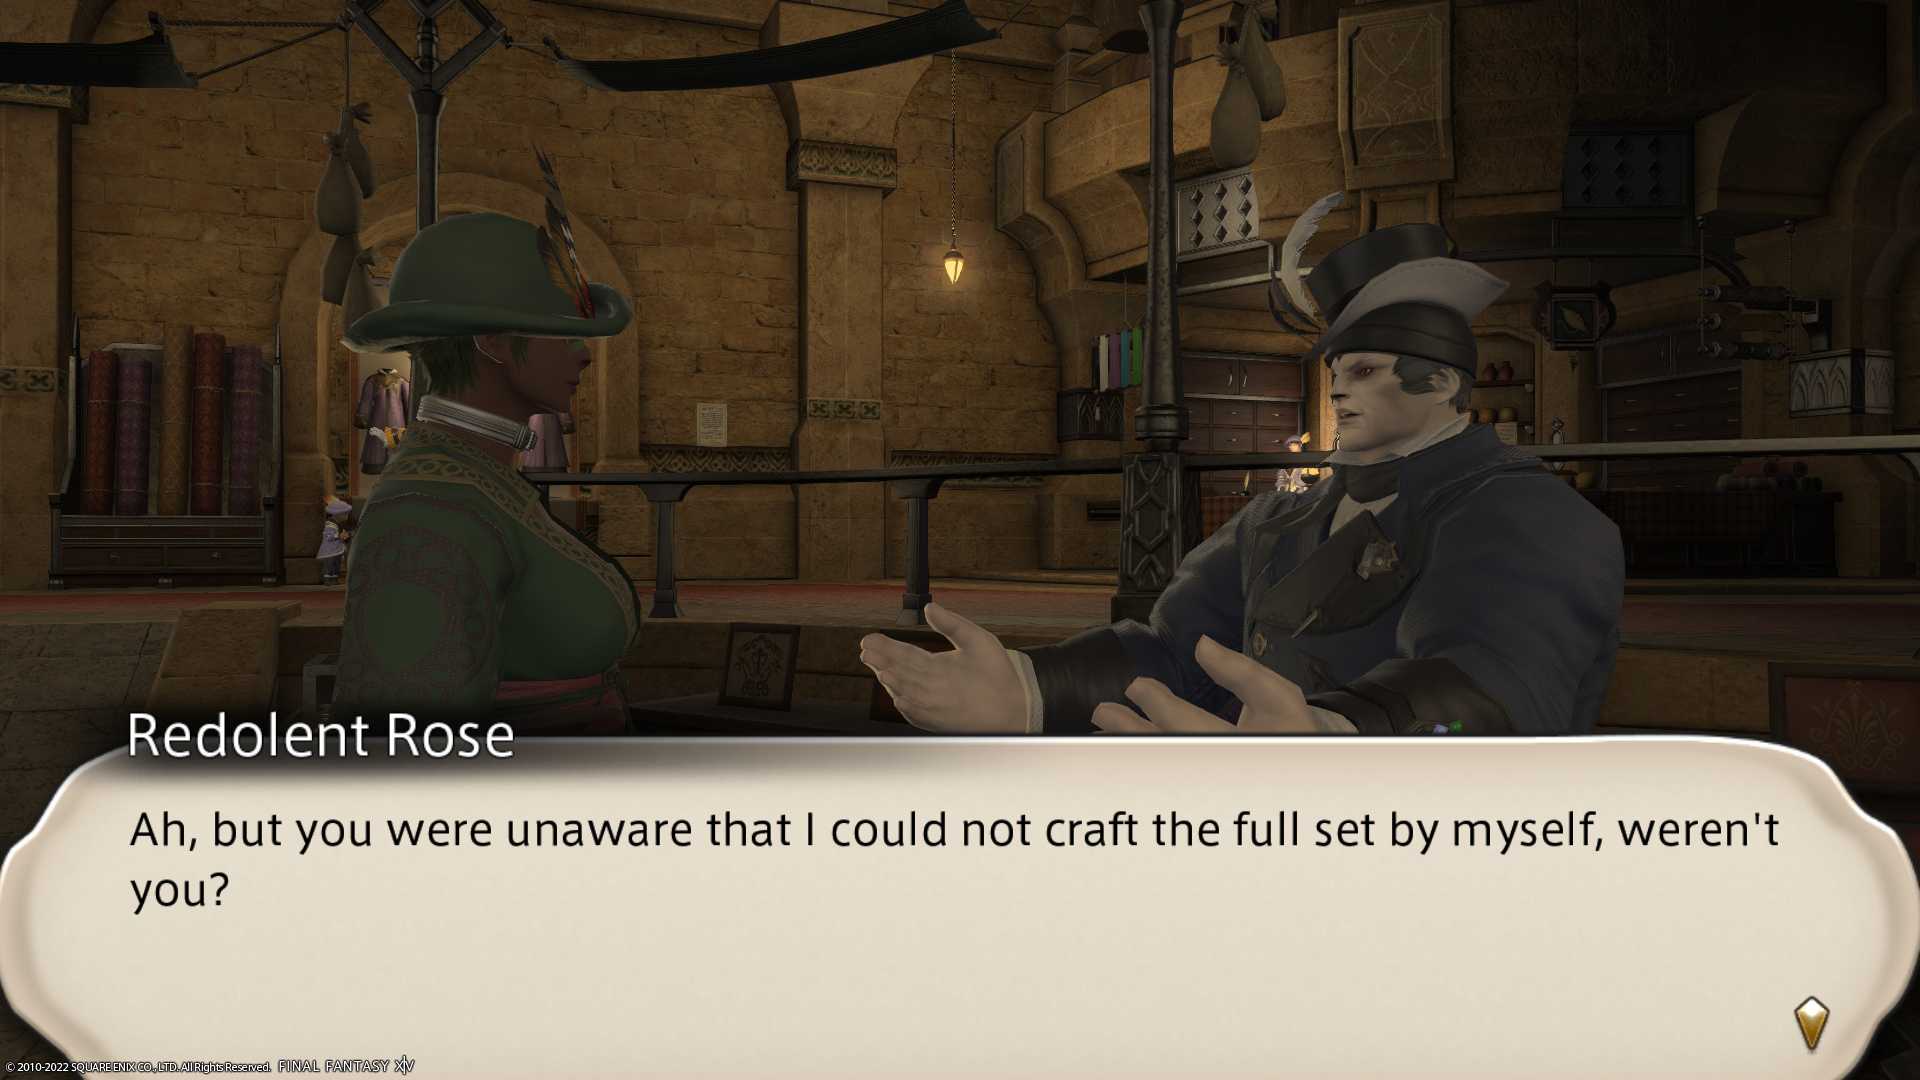 Redolent Rose
Ah, but you were unaware that I could not craft the full set by myself, weren't
you?
© 2010-2022 SQUARE ENIX CO., LTD. All Rights Reserved. FINAL FANTASY XIV